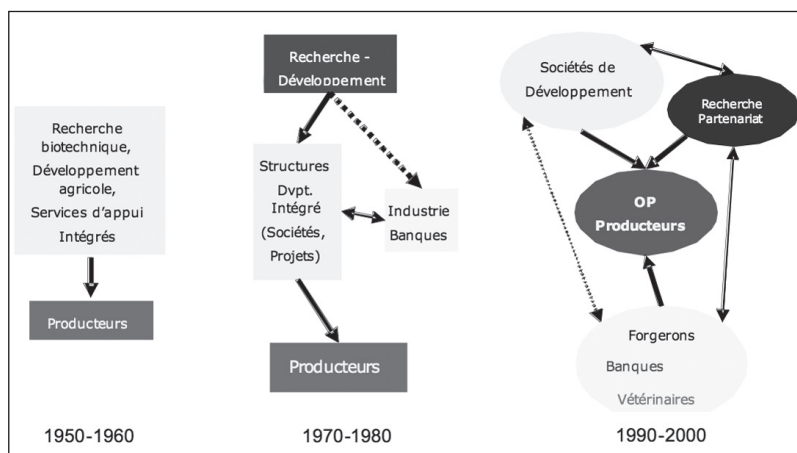 Recherche
biotechnique,
Développement
agricole,
Services d'appui
Intégrés
Producteurs
1950-1960
Recherche -
Développement
Structures
Dvpt.
Intégré
(Sociétés,
Projets)
Industrie
Banques
Producteurs
1970-1980
Sociétés de
Développement
Recherche
Partenariat
OP
Producteurs
Forgerons
Banques
Vétérinaires
1990-2000